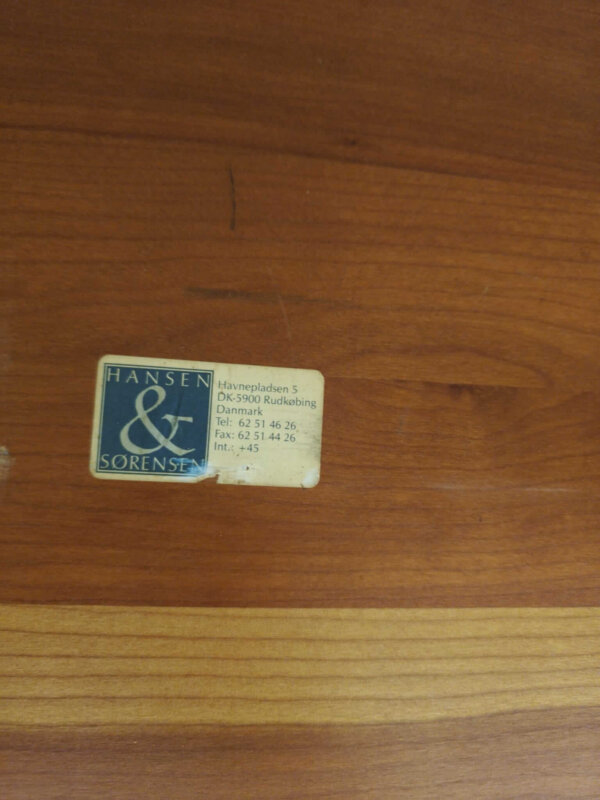 HANSEN
&
SØRENSEN
Havnepladsen 5
DK-5900 Rudkøbing
Danmark
Tel: 62 51 46 26
Fax: 62 51 44 26
Int.: +45